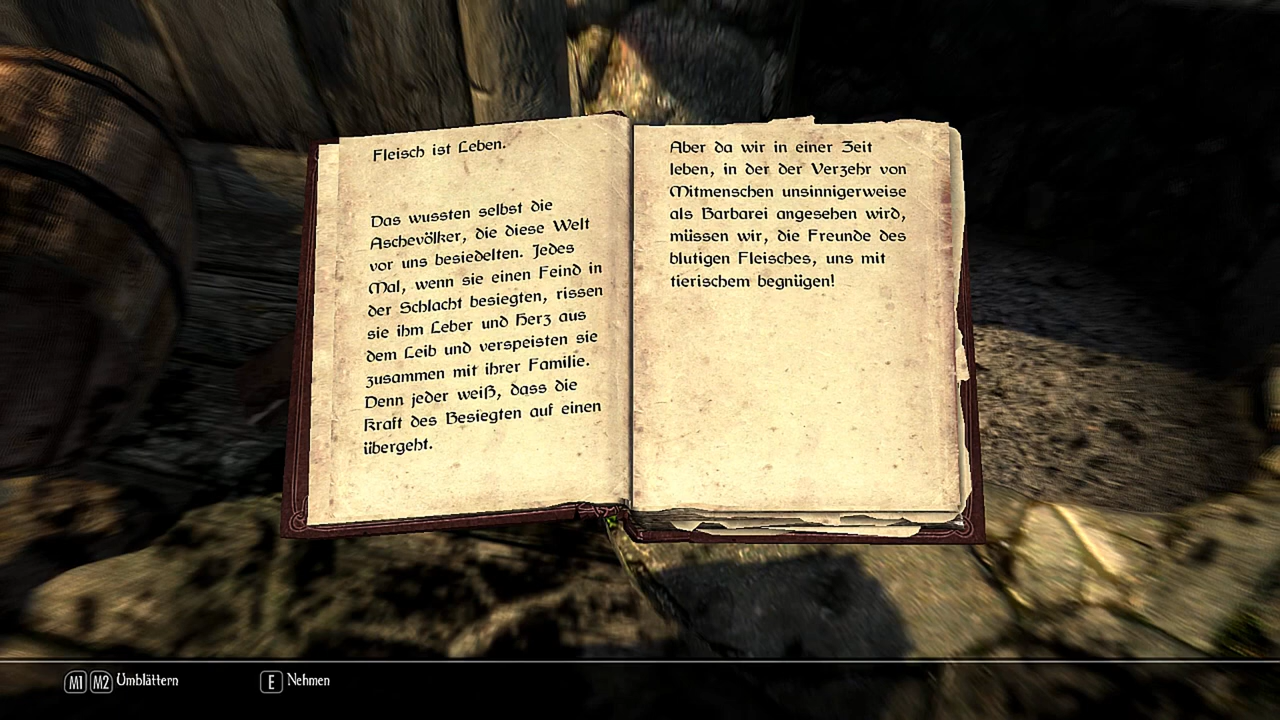 Fleisch ist Leben.
Das wussten selbst die
Aschevölker, die diese Welt
vor uns besiedelten. Jedes
Mal, wenn sie einen Feind in
der Schlacht besiegten, rissen
sie ihm Leber und Herz aus
dem Leib und verspeisten sie
zusammen mit ihrer Familie.
Denn jeder weiß, dass die
Kraft des Besiegten auf einen
übergeht.
Aber da wir in einer Zeit
leben, in der der Verzehr von
Mitmenschen unsinnigerweise
als Barbarei angesehen wird,
müssen wir, die Freunde des
blutigen Fleisches, uns mit
tierischem begnügen!
M1 M2 Umblättern E Nehmen